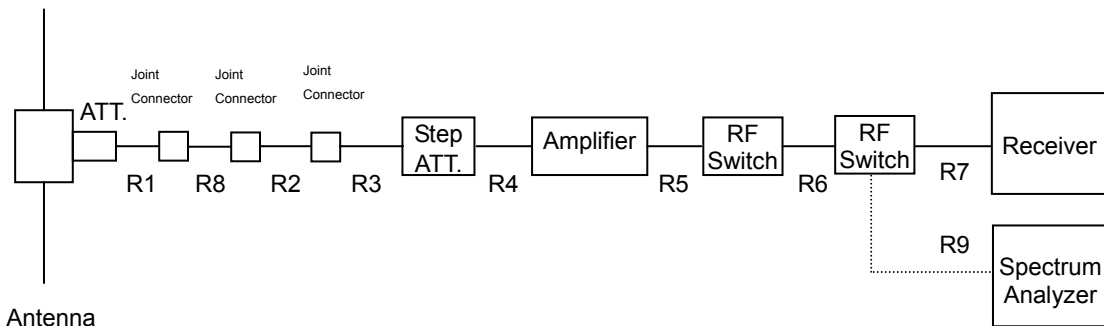 Joint
Connector
Joint
Connector
Joint
Connector
ATT.
Step
ATT.
Amplifier
RF
Switch
RF
Switch
Receiver
R1
R8
R2
R3
R4
R5
R6
R7
R9
Spectrum
Analyzer
Antenna